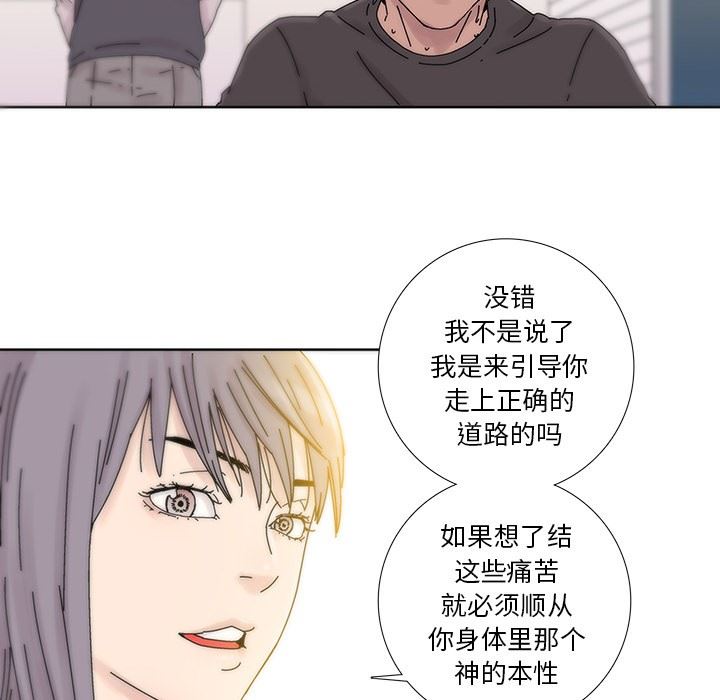 没错
我不是说了
我是来引导你
走上正确的
道路的吗
如果想了结
这些痛苦
就必须顺从
你身体里那个
神的本性